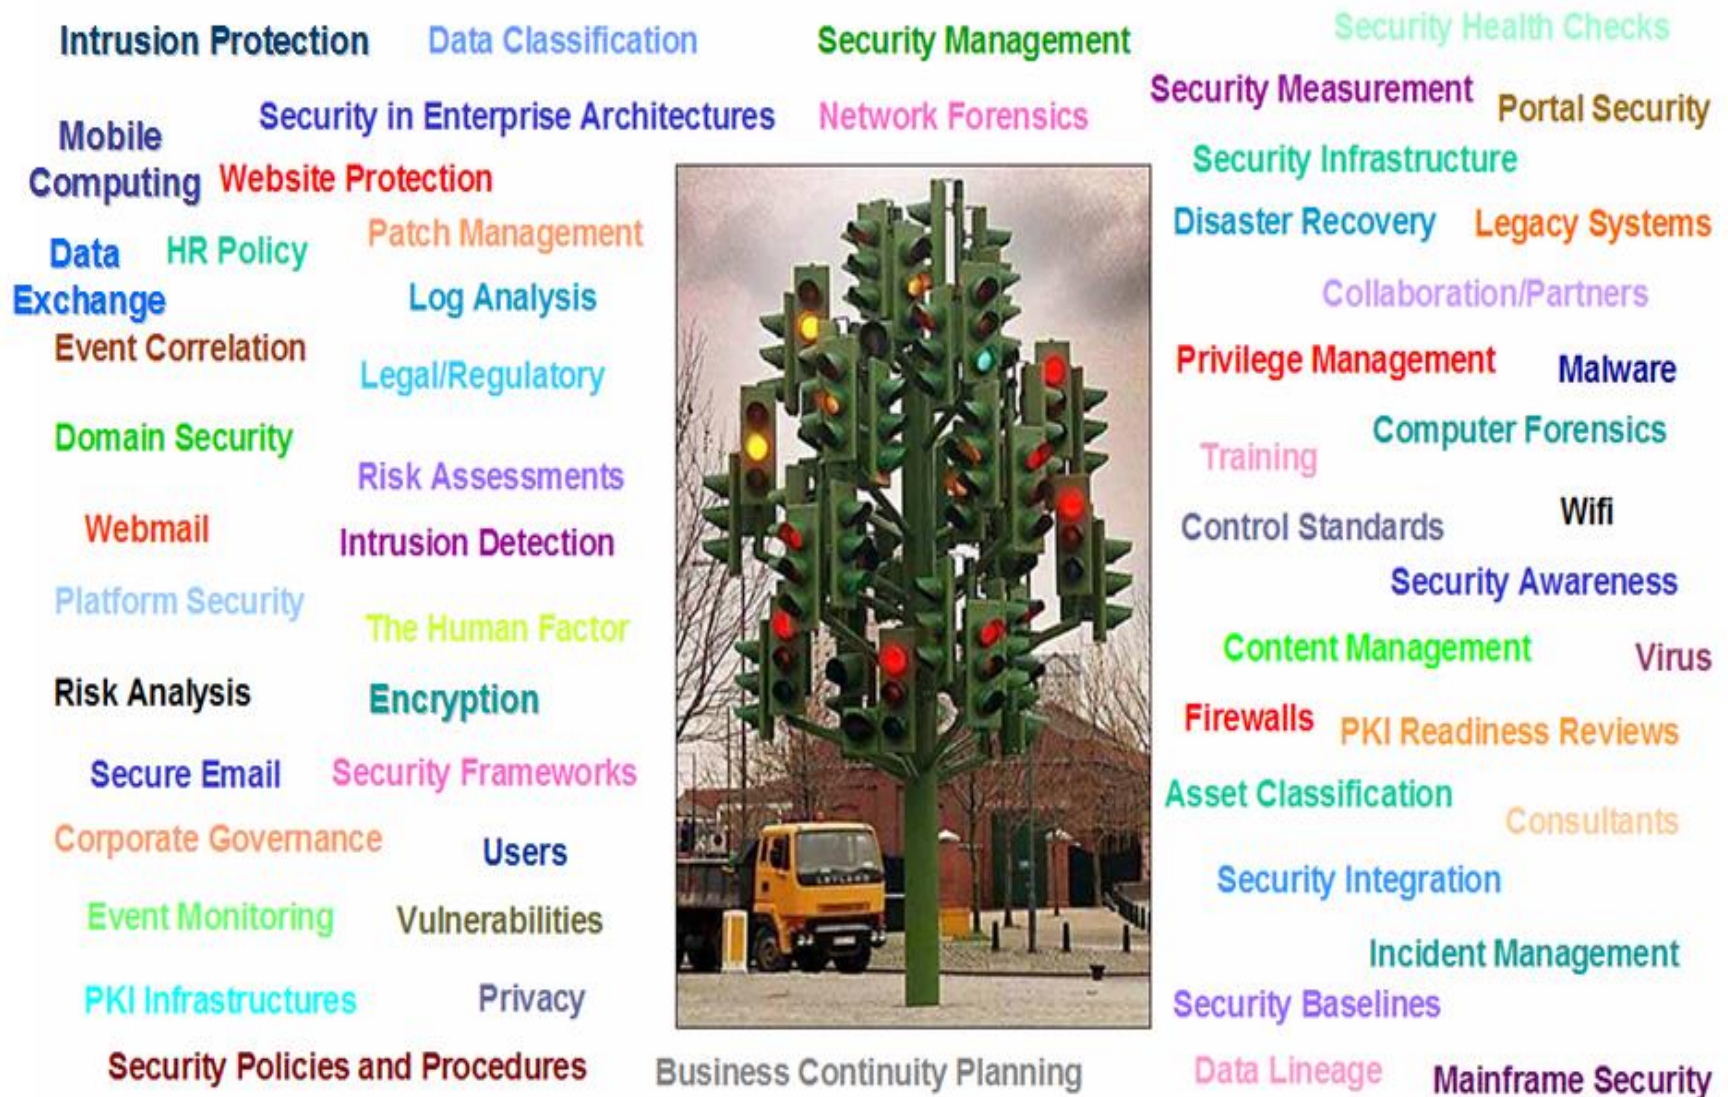 Intrusion Protection
Data Classification
Security Management
Security Health Checks
Security Measurement
Portal Security
Mobile
Computing
Security in Enterprise Architectures
Network Forensics
Website Protection
Security Infrastructure
Data
Exchange
HR Policy
Patch Management
Disaster Recovery
Legacy Systems
Log Analysis
Collaboration/Partners
Event Correlation
Legal/Regulatory
Privilege Management
Malware
Domain Security
Computer Forensics
Training
Risk Assessments
Webmail
Intrusion Detection
Control Standards
Wifi
Platform Security
The Human Factor
Security Awareness
Content Management
Virus
Risk Analysis
Encryption
Firewalls
PKI Readiness Reviews
Secure Email
Security Frameworks
Asset Classification
Consultants
Corporate Governance
Users
LEYLAND
Security Integration
Event Monitoring
Vulnerabilities
Incident Management
PKI Infrastructures
Privacy
Security Baselines
Security Policies and Procedures
Business Continuity Planning
Data Lineage
Mainframe Security